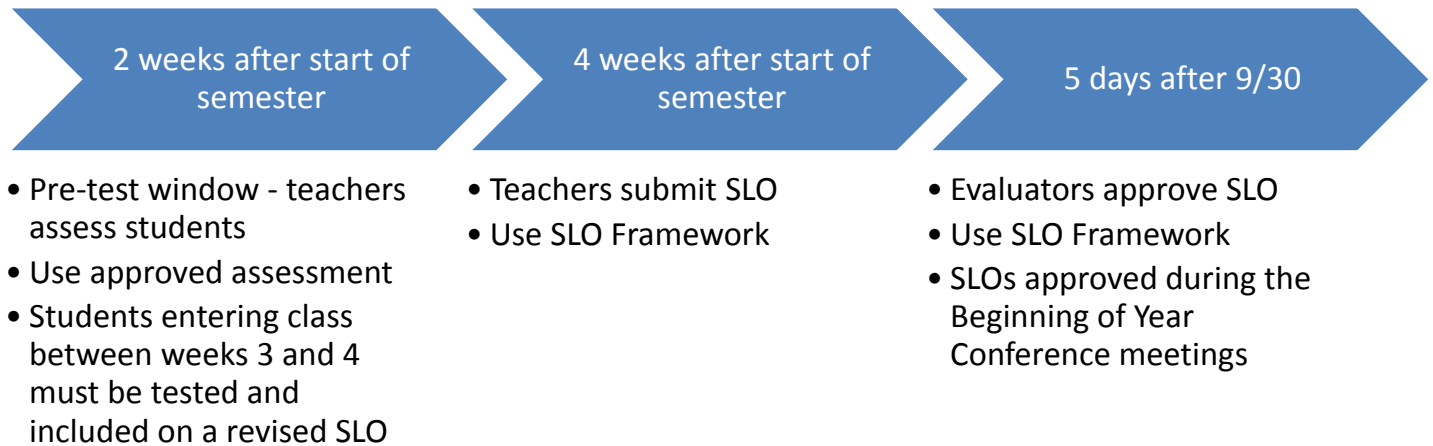 2 weeks after start of
semester
4 weeks after start of
semester
5 days after 9/30
• Pre-test window - teachers
assess students
• Use approved assessment
• Students entering class
between weeks 3 and 4
must be tested and
included on a revised SLO
• Teachers submit SLO
• Use SLO Framework
• Evaluators approve SLO
• Use SLO Framework
• SLOs approved during the
Beginning of Year
Conference meetings